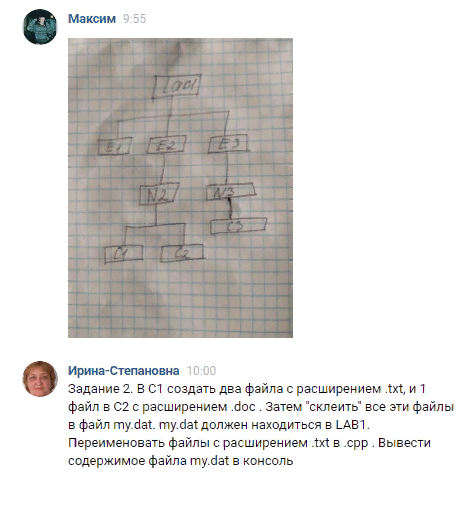 Максим 9:55
Lab1
E1 E2 E3
N2 N3
C3
C1 C2
Ирина-Степановна 10:00
Задание 2. В С1 создать два файла с расширением .txt, и 1
файл в С2 с расширением .doc . Затем "склеить" все эти файлы
в файл my.dat. my.dat должен находиться в LAB1.
Переименовать файлы с расширением .txt в .cpp . Вывести
содержимое файла my.dat в консоль